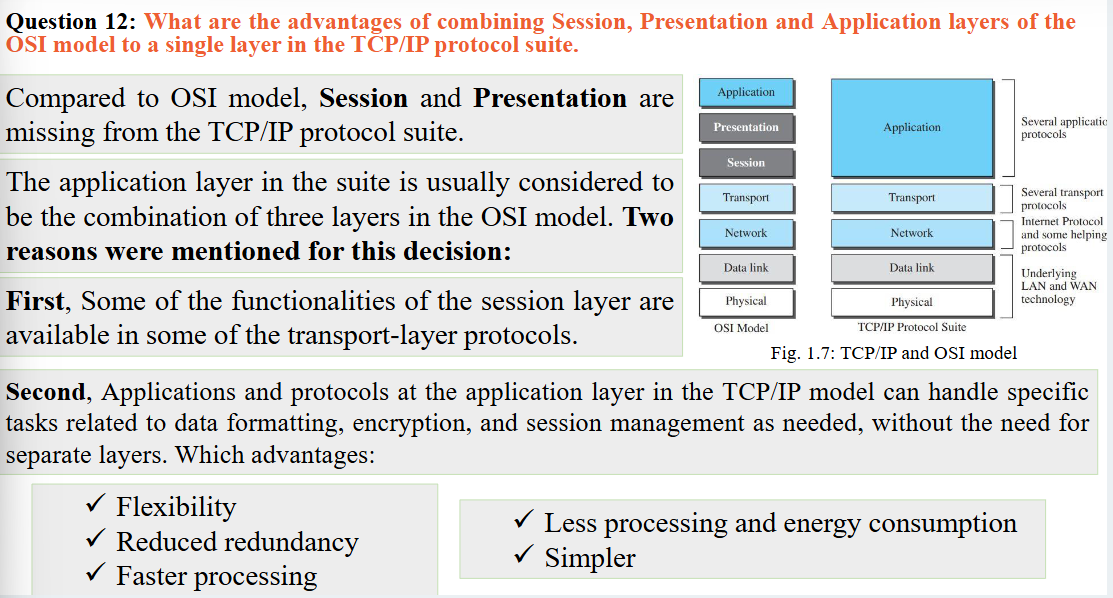 Question 12: What are the advantages of combining Session, Presentation and Application layers of the
OSI model to a single layer in the TCP/IP protocol suite.
Compared to OSI model, Session and Presentation are
missing from the TCP/IP protocol suite.
The application layer in the suite is usually considered to
be the combination of three layers in the OSI model. Two
reasons were mentioned for this decision:
First, Some of the functionalities of the session layer are
available in some of the transport-layer protocols.
Application
Presentation
Session
Transport
Network
Data link
Physical
OSI Model
Application
Transport
Network
Data link
Physical
TCP/IP Protocol Suite
Several applicatio
protocols
Several transport
protocols
Internet Protocol
and some helping
protocols
Underlying
LAN and WAN
technology
Fig. 1.7: TCP/IP and OSI model
Second, Applications and protocols at the application layer in the TCP/IP model can handle specific
tasks related to data formatting, encryption, and session management as needed, without the need for
separate layers. Which advantages:
✓ Flexibility
✓ Reduced redundancy
✓ Faster processing
✓ Less processing and energy consumption
✓ Simpler